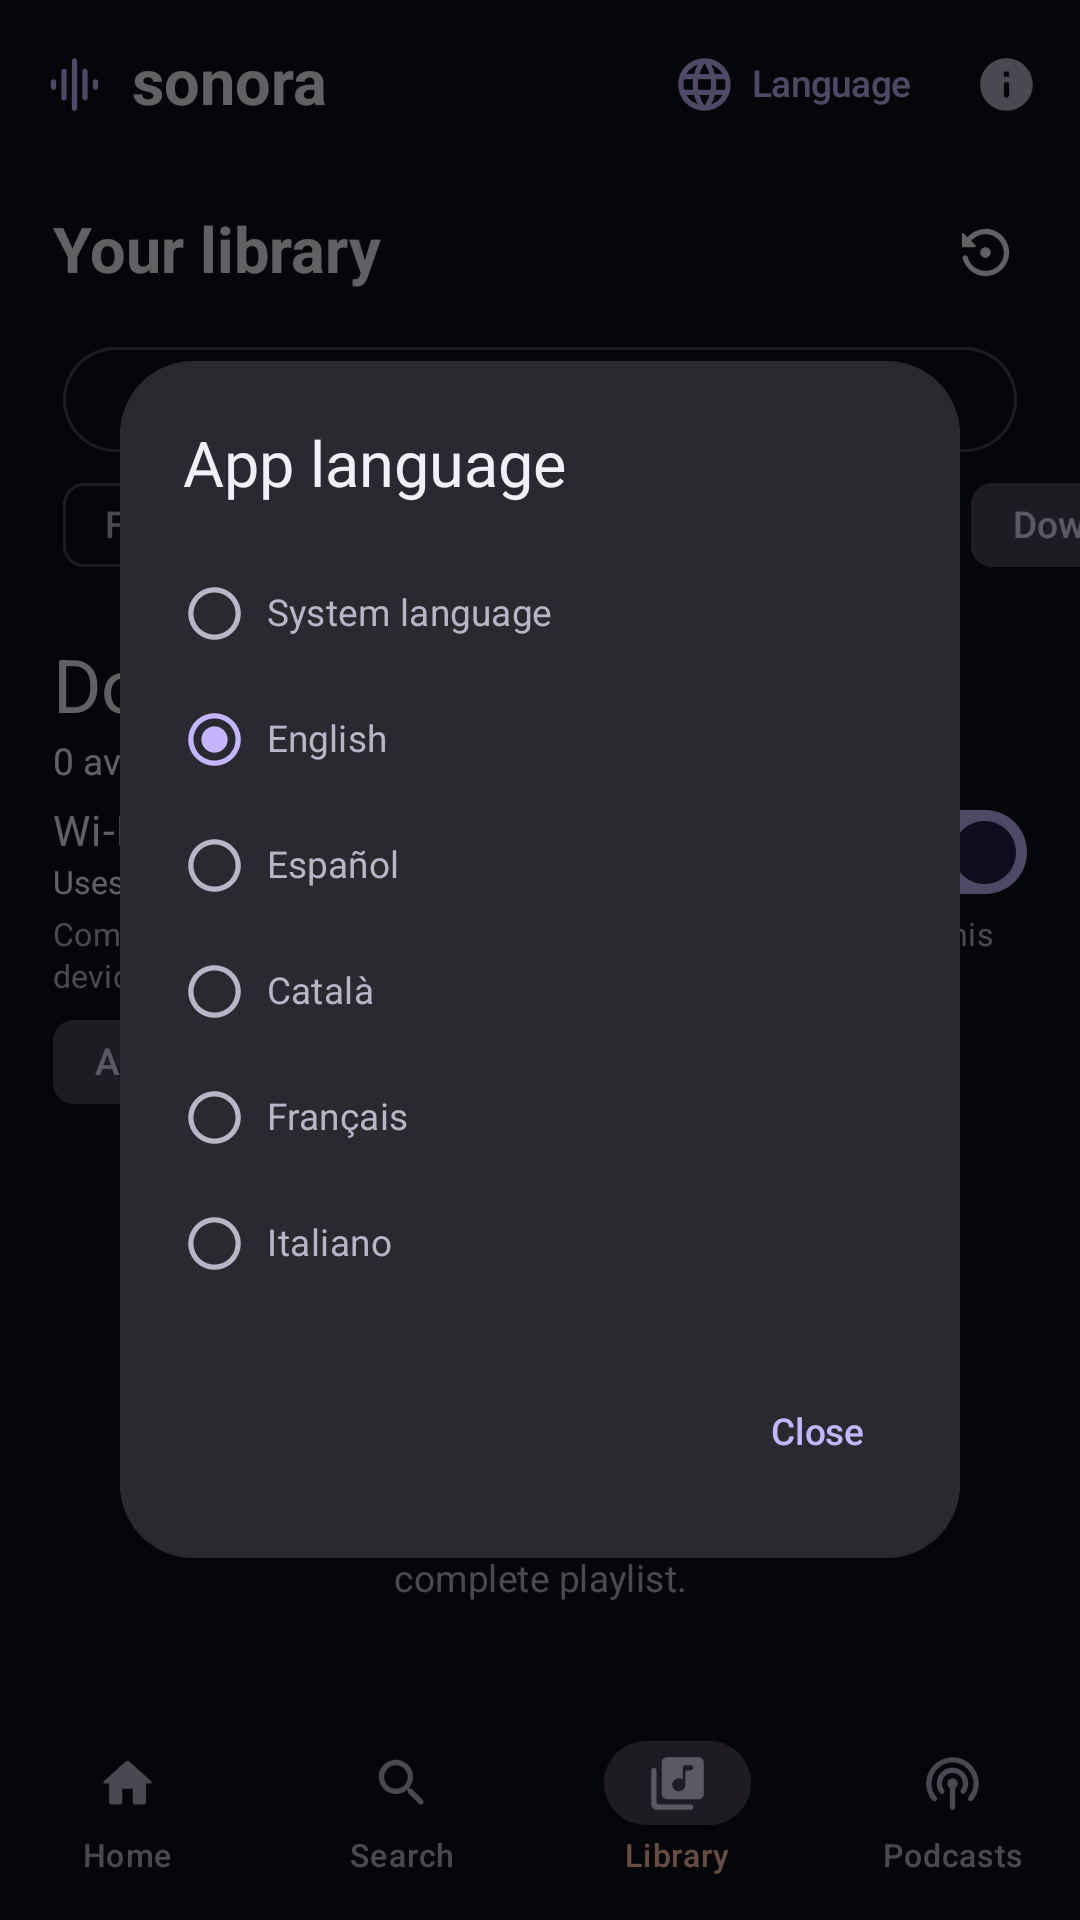 sonora
Language
Your library
App language
System language
English
Español
Català
Français
Italiano
Close
0
complete playlist.
Home
Search
Library
Podcasts